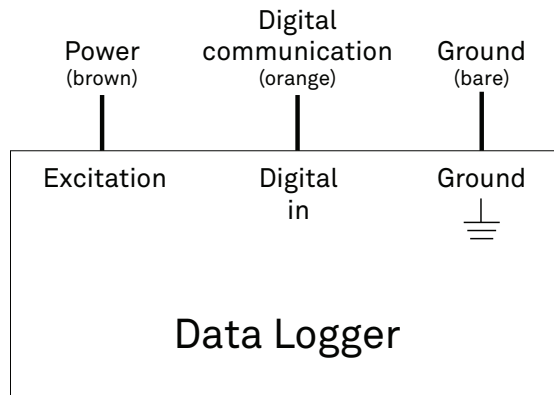 Power
(brown)
Digital
communication
(orange)
Ground
(bare)
Excitation
Digital
in
Ground
Data Logger